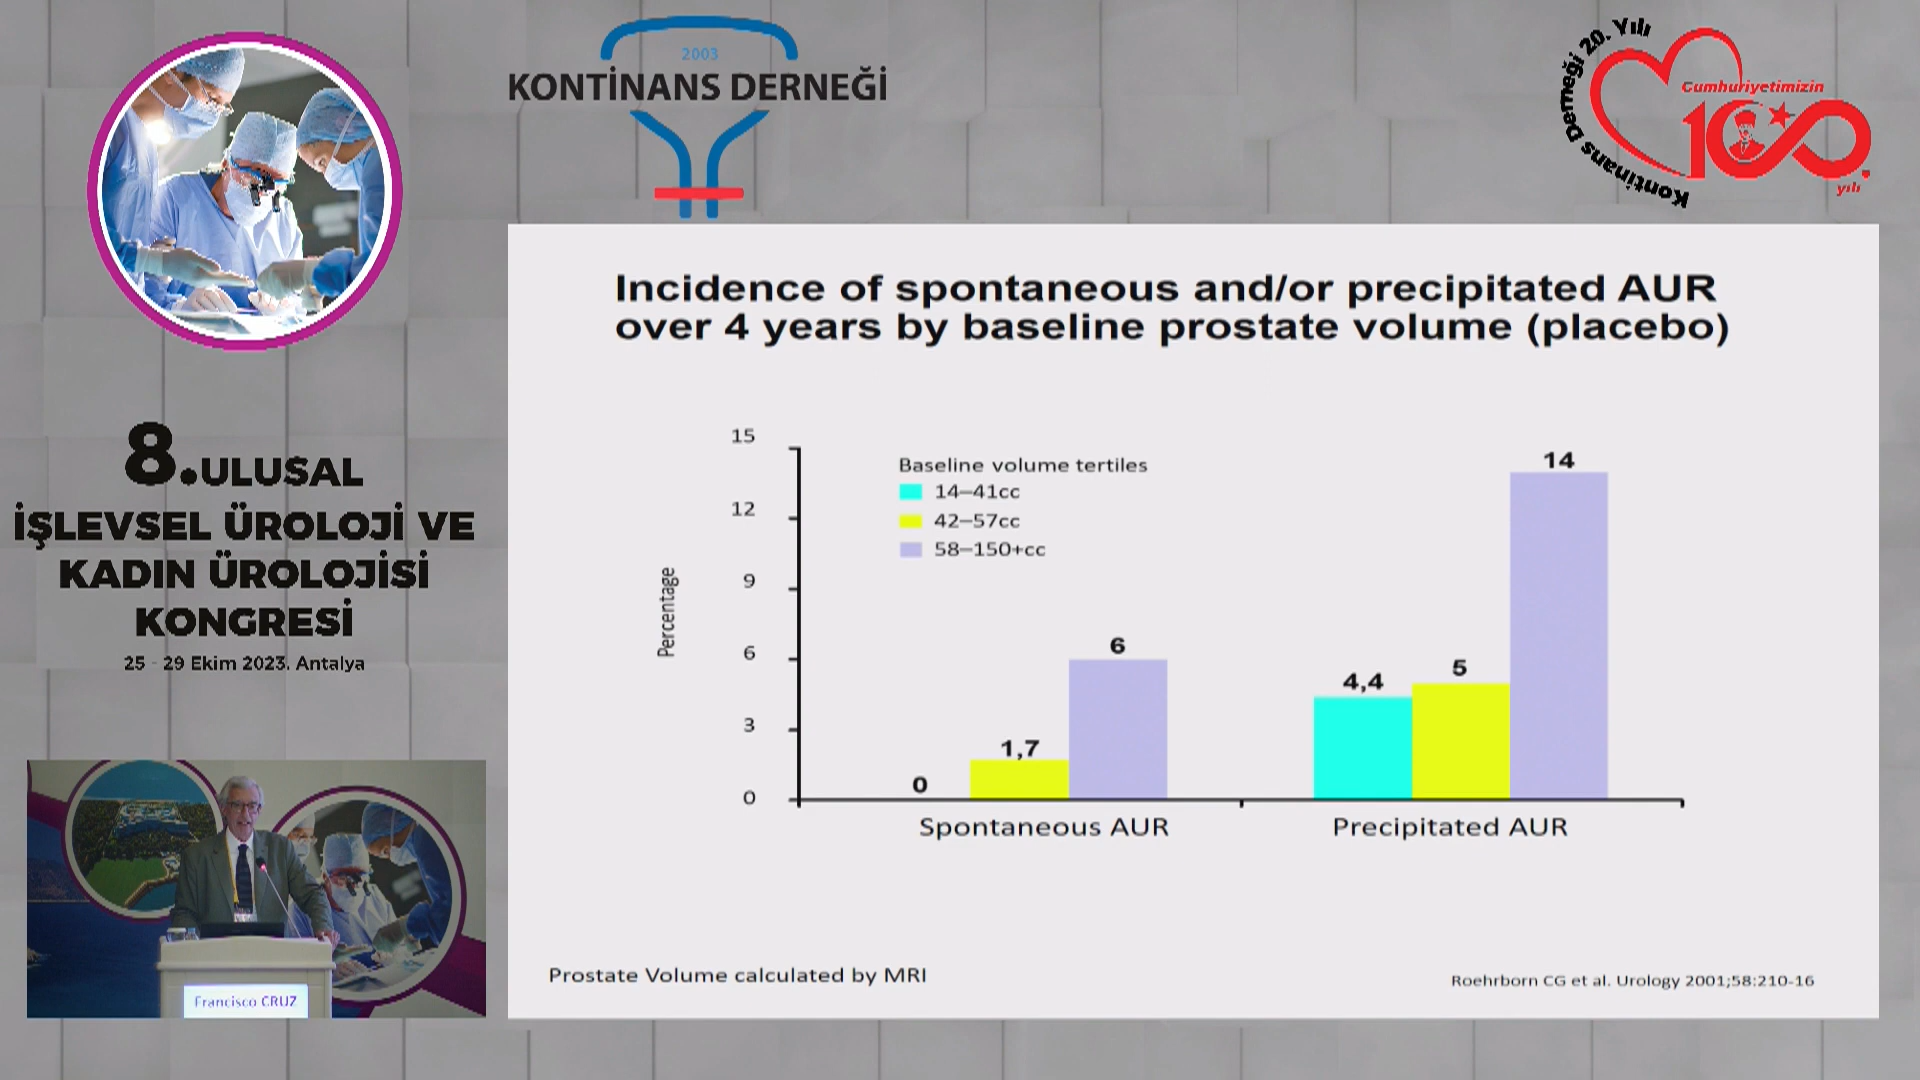 2003
KONTİNANS DERNEĞİ
Kontinans Derneği 20. Yılı
Cumhuriyetimizin
100.
yılı
8.ULUSAL
İŞLEVSEL ÜROLOJİ VE
KADIN ÜROLOJİSİ
KONGRESİ
25 - 29 Ekim 2023. Antalya
Francisco CRUZ
Incidence of spontaneous and/or precipitated AUR
over 4 years by baseline prostate volume (placebo)
Percentage
15
12
9
6
3
0
Baseline volume tertiles
14–41cc
42–57cc
58–150+cc
0
1,7
6
4,4
5
14
Spontaneous AUR
Precipitated AUR
Prostate Volume calculated by MRI
Roehrborn CG et al. Urology 2001;58:210-16